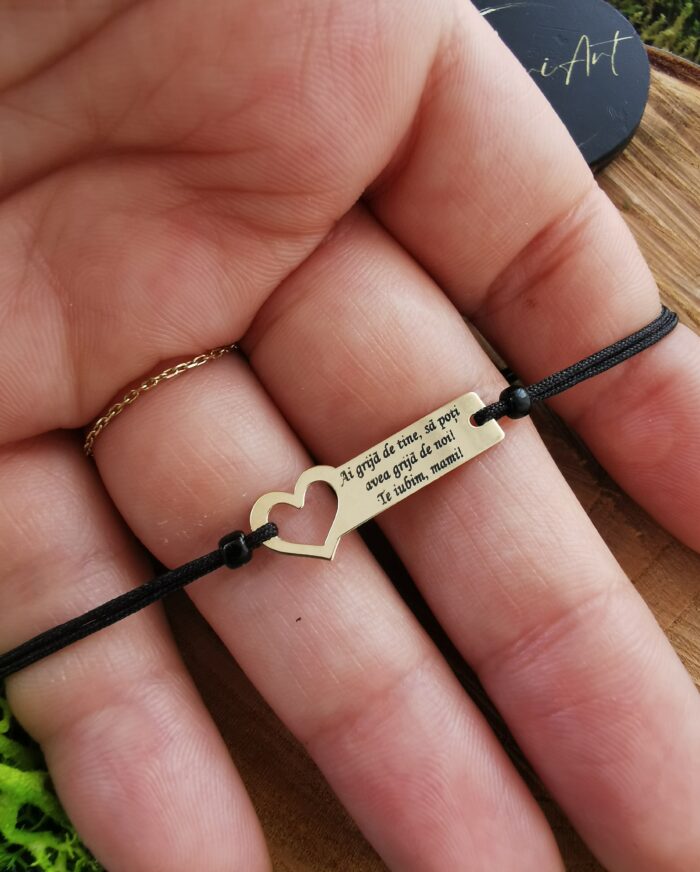 Ai grijă de tine, să poți
avea grijă de noi!
Te iubim, mami!